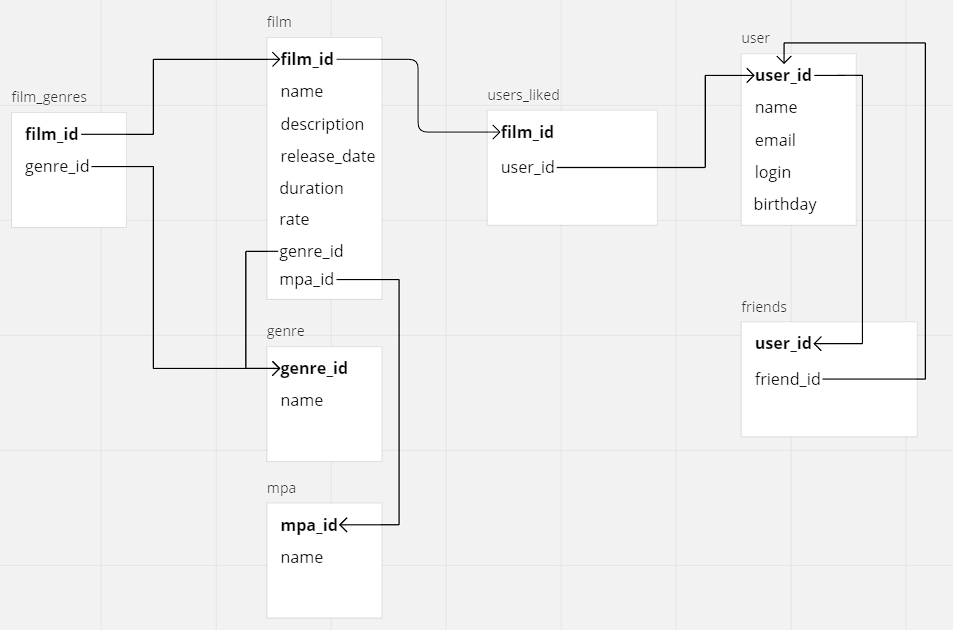 film_genres
film_id
genre_id
film
film_id
name
description
release_date
duration
rate
genre_id
mpa_id
genre
genre_id
name
mpa
mpa_id
name
users_liked
film_id
user_id
user
user_id
name
email
login
birthday
friends
user_id
friend_id